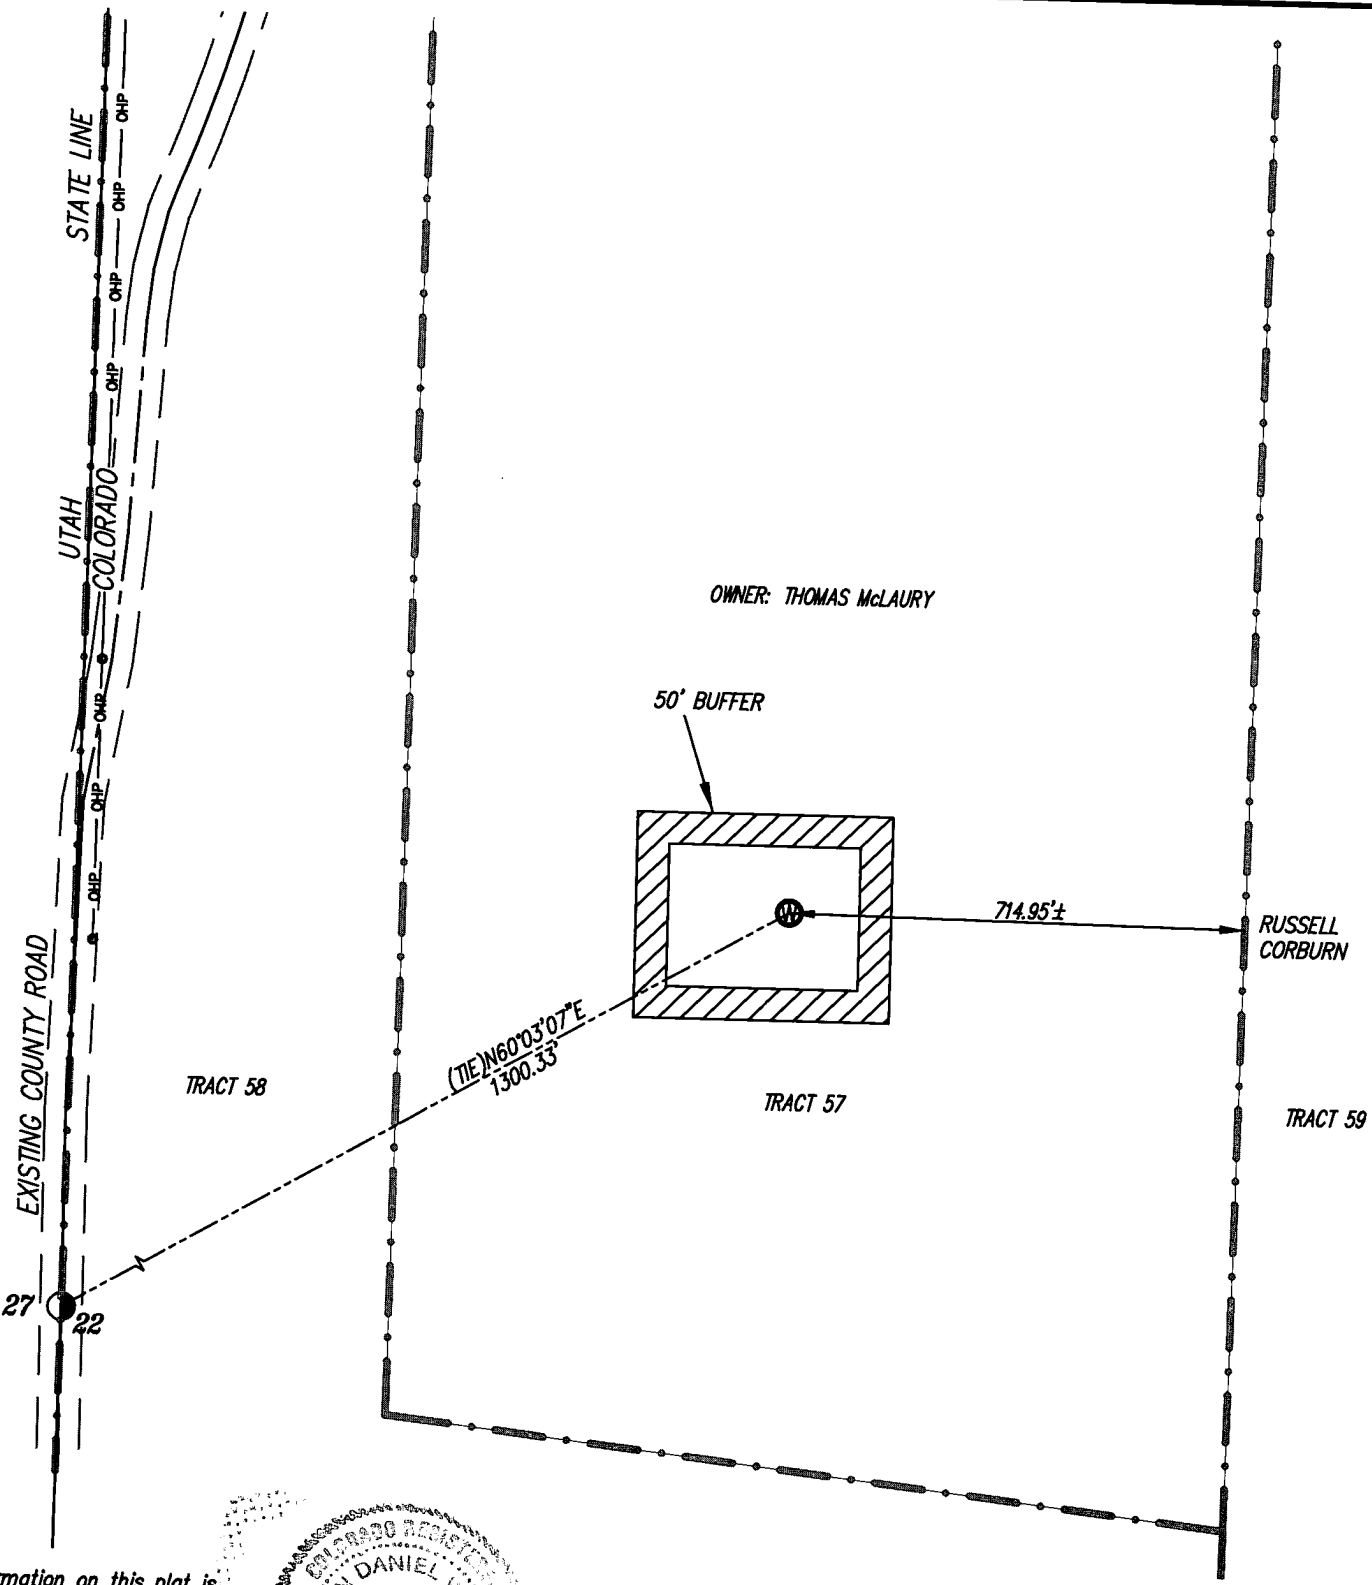 STATE LINE
OHP
OHP
OHP
OHP
UTAH
COLORADO
OWNER: THOMAS McLAURY
50' BUFFER
OHP
OHP
OHP
714.95'±
RUSSELL
CORBURN
EXISTING COUNTY ROAD
(TIE)N60°03'07"E
1300.33'
TRACT 58
TRACT 57
TRACT 59
W
27
22
COLORADO REGISTE
DANIEL
rmation on this plat is